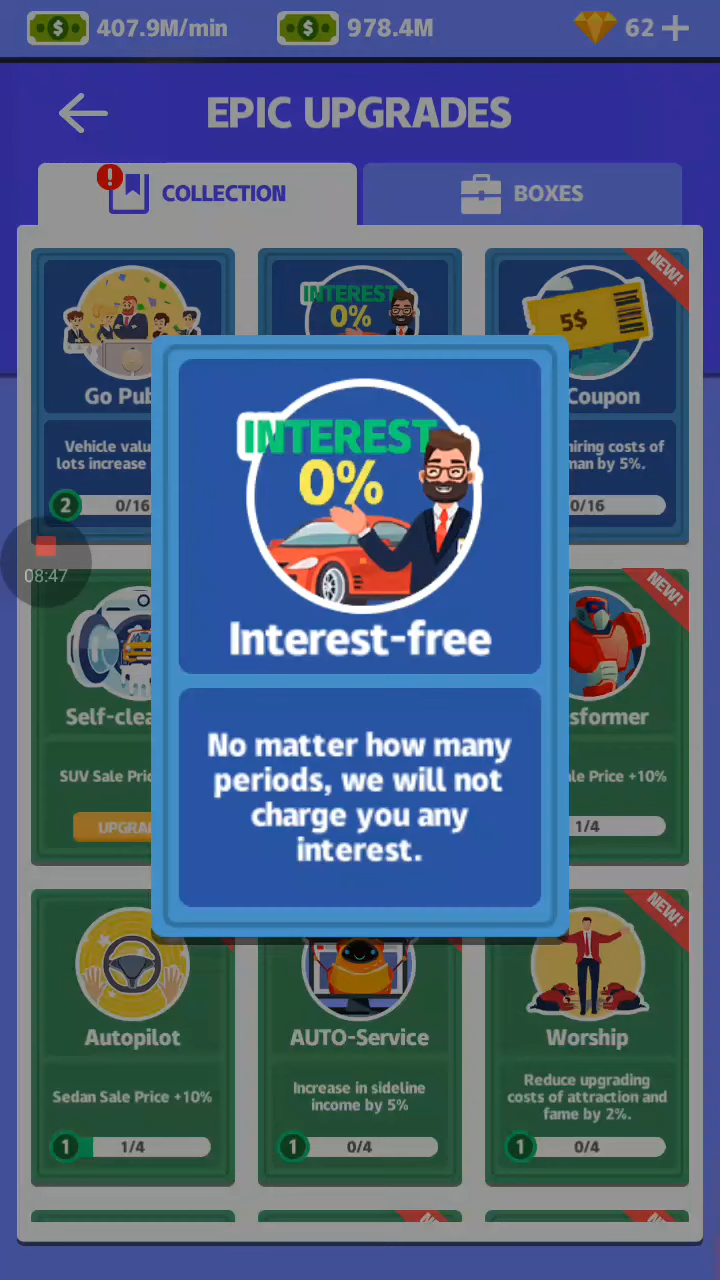 407.9M/min
978.4M
62
EPIC UPGRADES
COLLECTION
BOXES
NEW!
INTEREST
0%
5$
Go Pub
Coupon
Vehicle valu
lots increase
hiring costs of
man by 5%.
2
0/16
0/16
INTEREST
0%
Interest-free
No matter how many
periods, we will not
charge you any
interest.
08:47
NEW!
Self-clea
sformer
SUV Sale Pric
le Price +10%
UPGRA
1/4
NEW!
Autopilot
AUTO-Service
Worship
Sedan Sale Price +10%
Increase in sideline
income by 5%
Reduce upgrading
costs of attraction and
fame by 2%.
1
1/4
1
0/4
1
0/4